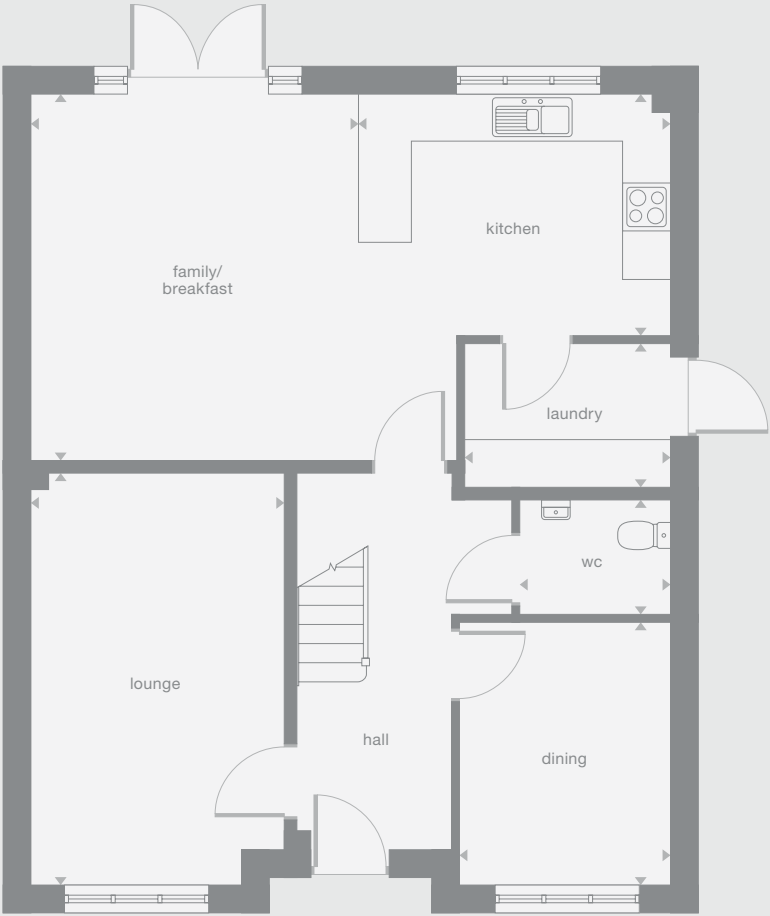 kitchen
family/
breakfast
laundry
wc
lounge
hall
dining